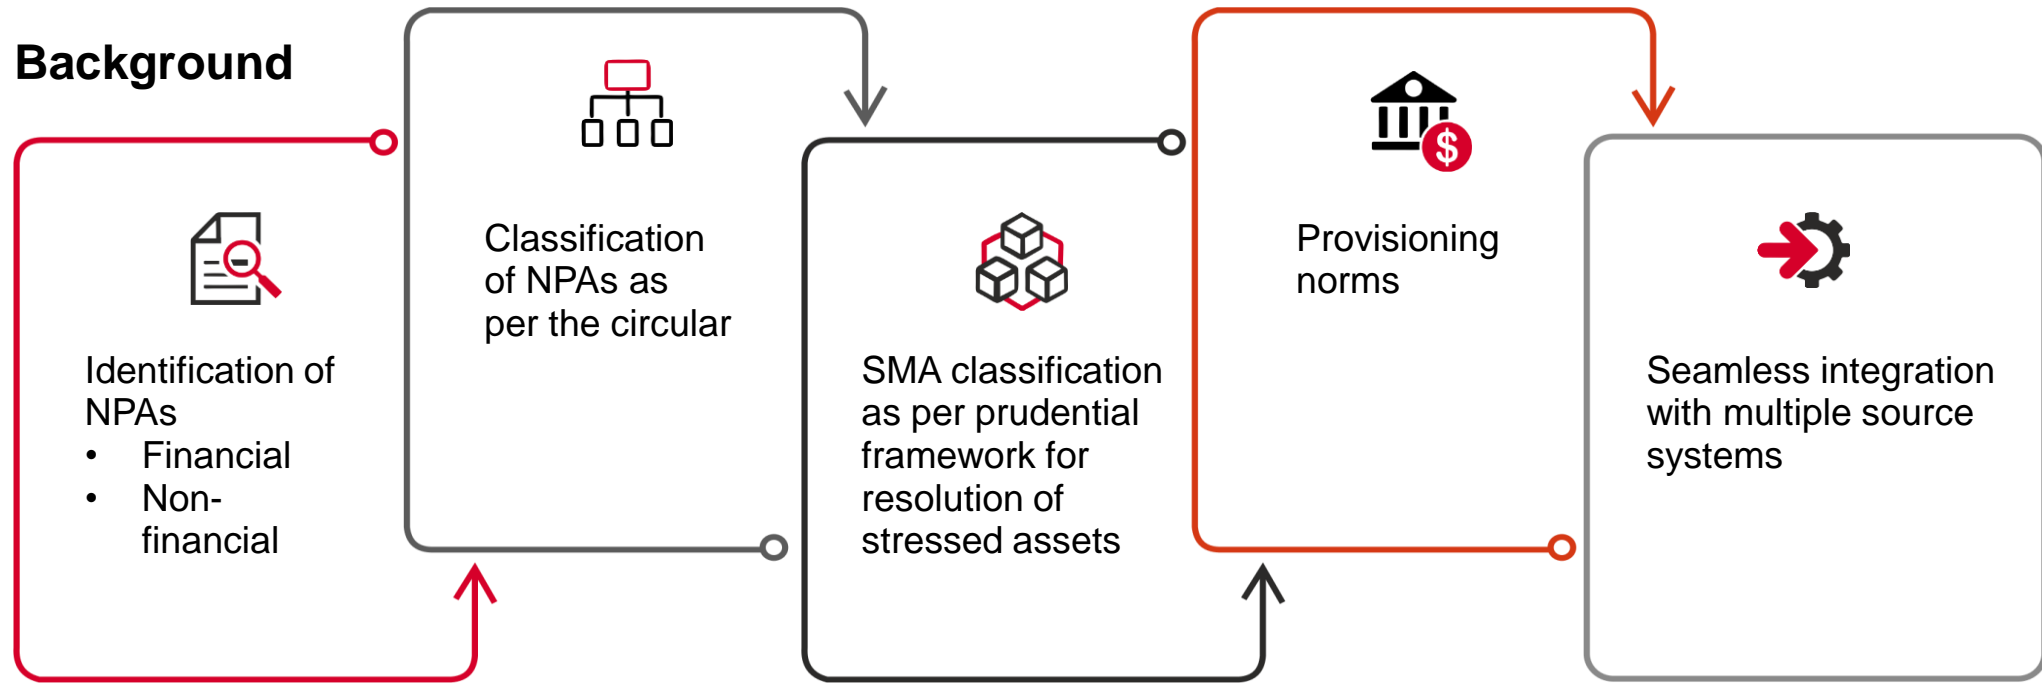 Background
Identification of
NPAs
• Financial
• Non-
financial
Classification
of NPAs as
per the circular
SMA classification
as per prudential
framework for
resolution of
stressed assets
$
Provisioning
norms
Seamless integration
with multiple source
systems